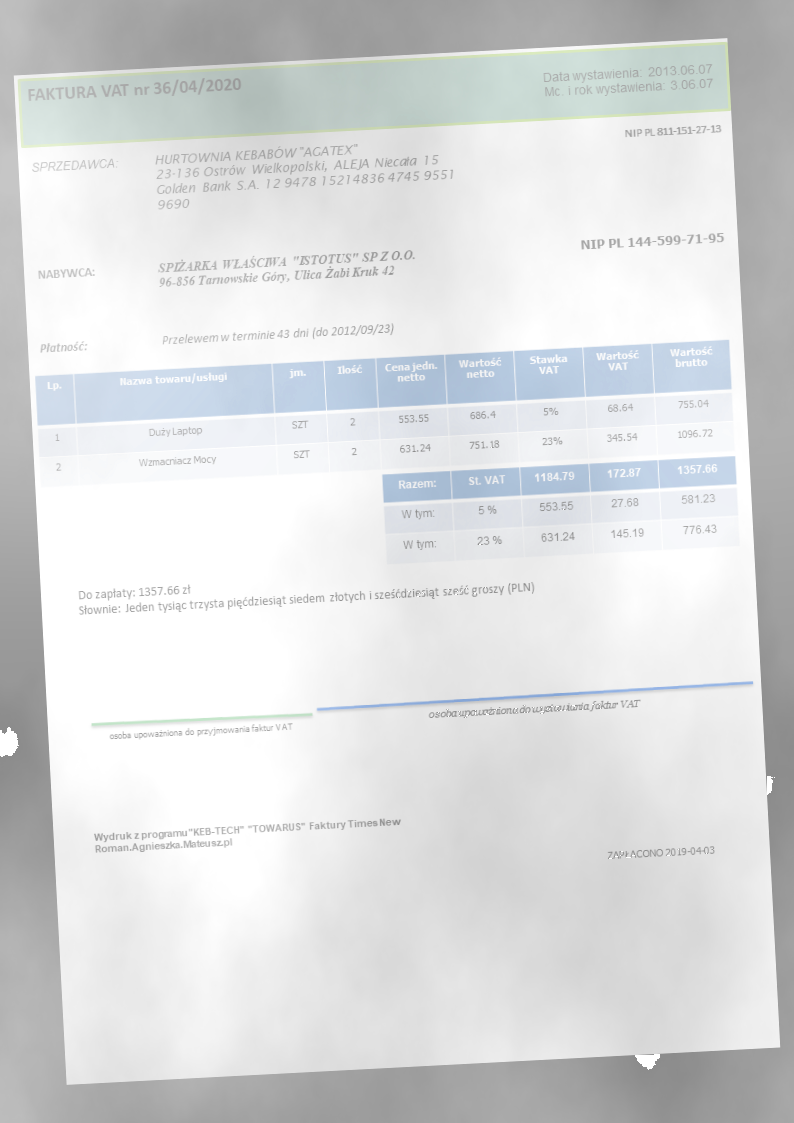 FAKTURA VAT nr 36/04/2020
Data wystawienia: 2013.06.07
Mc. i rok wystawienia: 3.06.07
NIP PL 811-151-27-13
SPRZEDAWCA:
HURTOWNIA KEBABÓW "AGATEX"
23-136 Ostrów Wielkopolski, ALEJA Niecała 15
Golden Bank S.A. 12 9478 15214836 4745 9551
9690
NIP PL 144-599-71-95
NABYWCA:
SPIŻARKA WŁAŚCIWA "ISTOTUS" SP Z O.O.
96-856 Tarnowskie Góry, Ulica Żabi Kruk 42
Płatność: Przelewem w terminie 43 dni (do 2012/09/23)
Lp. Nazwa towaru/usługi jm. Ilość Cena jedn. netto Wartość netto Stawka VAT Wartość VAT Wartość brutto
1 Duży Laptop SZT 2 553.55 686.4 5% 68.64 755.04
2 Wzmacniacz Mocy SZT 2 631.24 751.18 23% 345.54 1096.72
Razem: St. VAT 1184.79 172.87 1357.66
W tym: 5 % 553.55 27.68 581.23
W tym: 23 % 631.24 145.19 776.43
Do zapłaty: 1357.66 zł
Słownie: Jeden tysiąc trzysta pięćdziesiąt siedem złotych i sześćdziesiąt sześć groszy (PLN)
osoba upoważniona do przyjmowania faktur VAT
osoba upoważniona do wystawiania faktur VAT
Wydruk z programu "KEB-TECH" "TOWARUS" Faktury Times New
Roman.Agnieszka.Mateusz.pl
ZAPŁACONO 2019-04-03